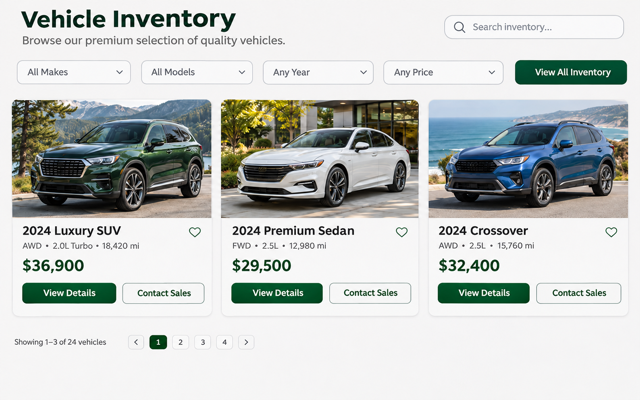 Vehicle Inventory
Browse our premium selection of quality vehicles.
Search inventory...
All Makes
All Models
Any Year
Any Price
View All Inventory
2024 Luxury SUV
AWD • 2.0L Turbo • 18,420 mi
$36,900
View Details
Contact Sales
2024 Premium Sedan
FWD • 2.5L • 12,980 mi
$29,500
View Details
Contact Sales
2024 Crossover
AWD • 2.5L • 15,760 mi
$32,400
View Details
Contact Sales
Showing 1–3 of 24 vehicles
1 2 3 4